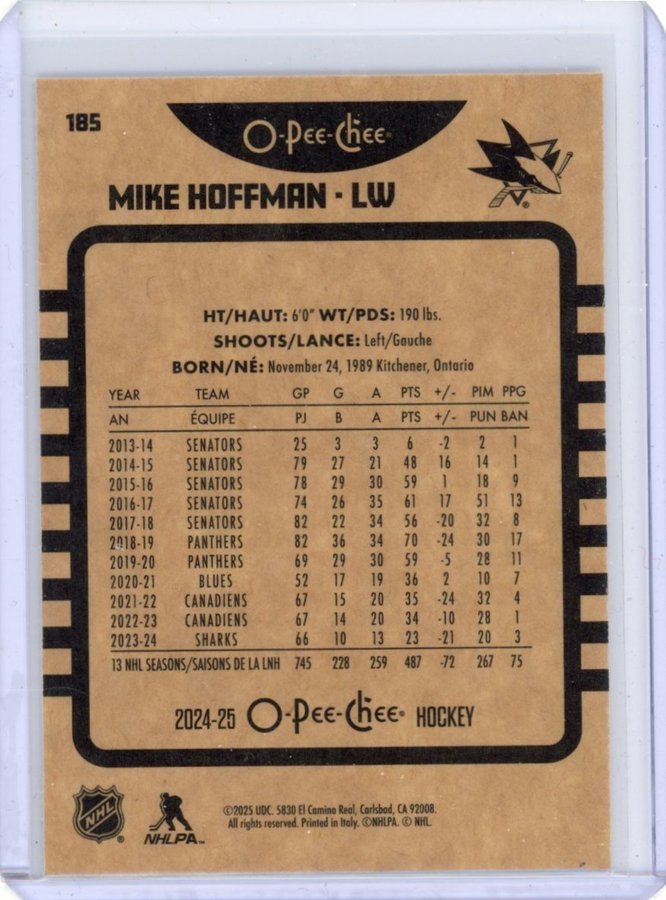 185
O-Pee-Chee®
MIKE HOFFMAN · LW
HT/HAUT: 6'0" WT/PDS: 190 lbs.
SHOOTS/LANCE: Left/Gauche
BORN/NÉ: November 24, 1989 Kitchener, Ontario
YEAR TEAM GP G A PTS +/- PIM PPG
AN ÉQUIPE PJ B A PTS +/- PUN BAN
2013-14 SENATORS 25 3 3 6 -2 2 1
2014-15 SENATORS 79 27 21 48 16 14 1
2015-16 SENATORS 78 29 30 59 1 18 9
2016-17 SENATORS 74 26 35 61 17 51 13
2017-18 SENATORS 82 22 34 56 -20 32 8
2018-19 PANTHERS 82 36 34 70 -24 30 17
2019-20 PANTHERS 69 29 30 59 -5 28 11
2020-21 BLUES 52 17 19 36 2 10 7
2021-22 CANADIENS 67 15 20 35 -24 32 4
2022-23 CANADIENS 67 14 20 34 -10 28 1
2023-24 SHARKS 66 10 13 23 -21 20 3
13 NHL SEASONS/SAISONS DE LA LNH 745 228 259 487 -72 267 75
2024-25 O-Pee-Chee® HOCKEY
NHL
NHLPA™
©2025 UDC. 5830 El Camino Real, Carlsbad, CA 92008.
All rights reserved. Printed in Italy. ©NHLPA. © NHL.